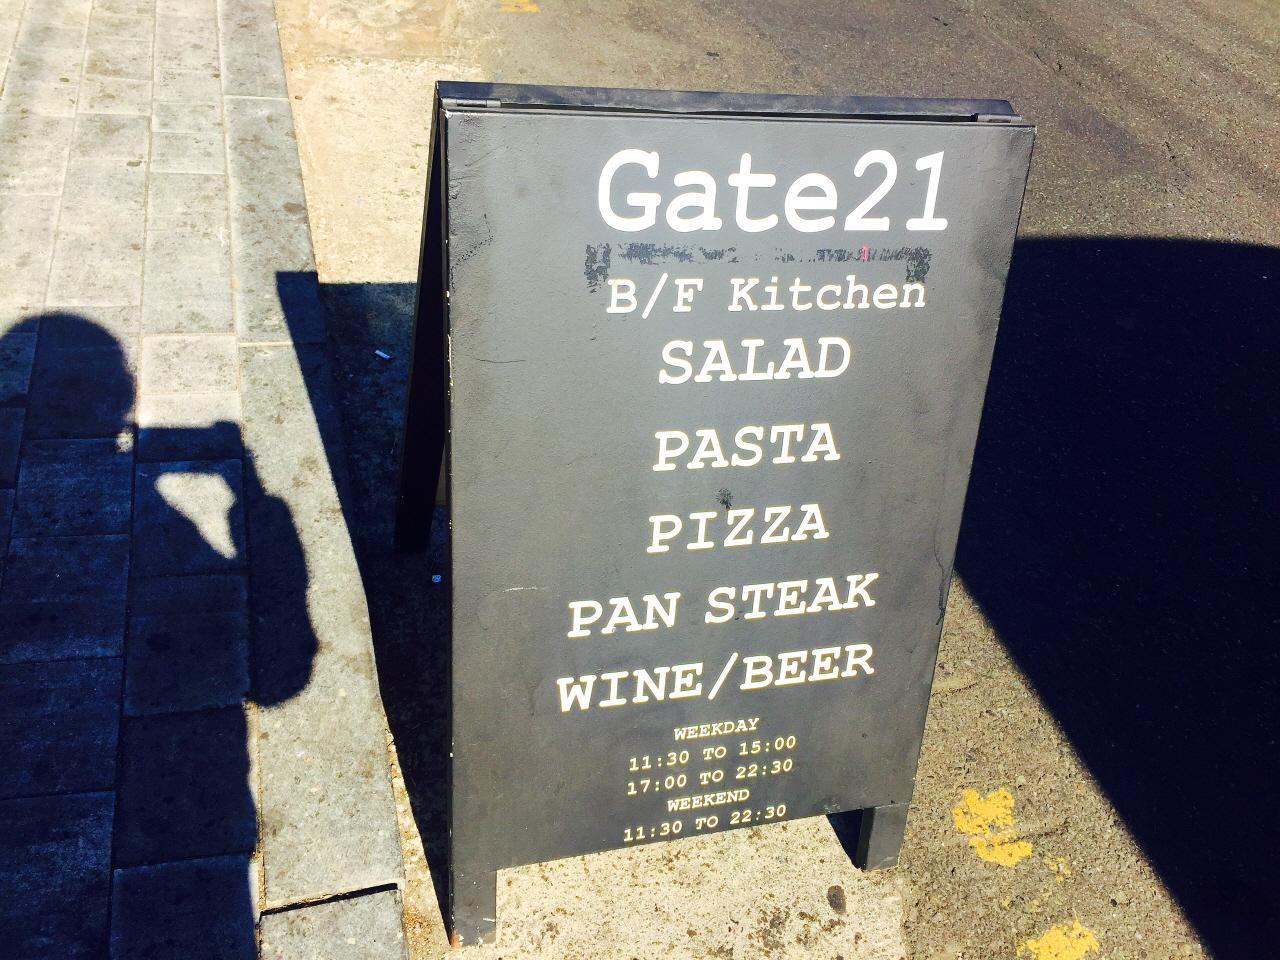 Gate21
B/F Kitchen
SALAD
PASTA
PIZZA
PAN STEAK
WINE/BEER
WEEKDAY
11:30 TO 15:00
17:00 TO 22:30
WEEKEND
11:30 TO 22:30